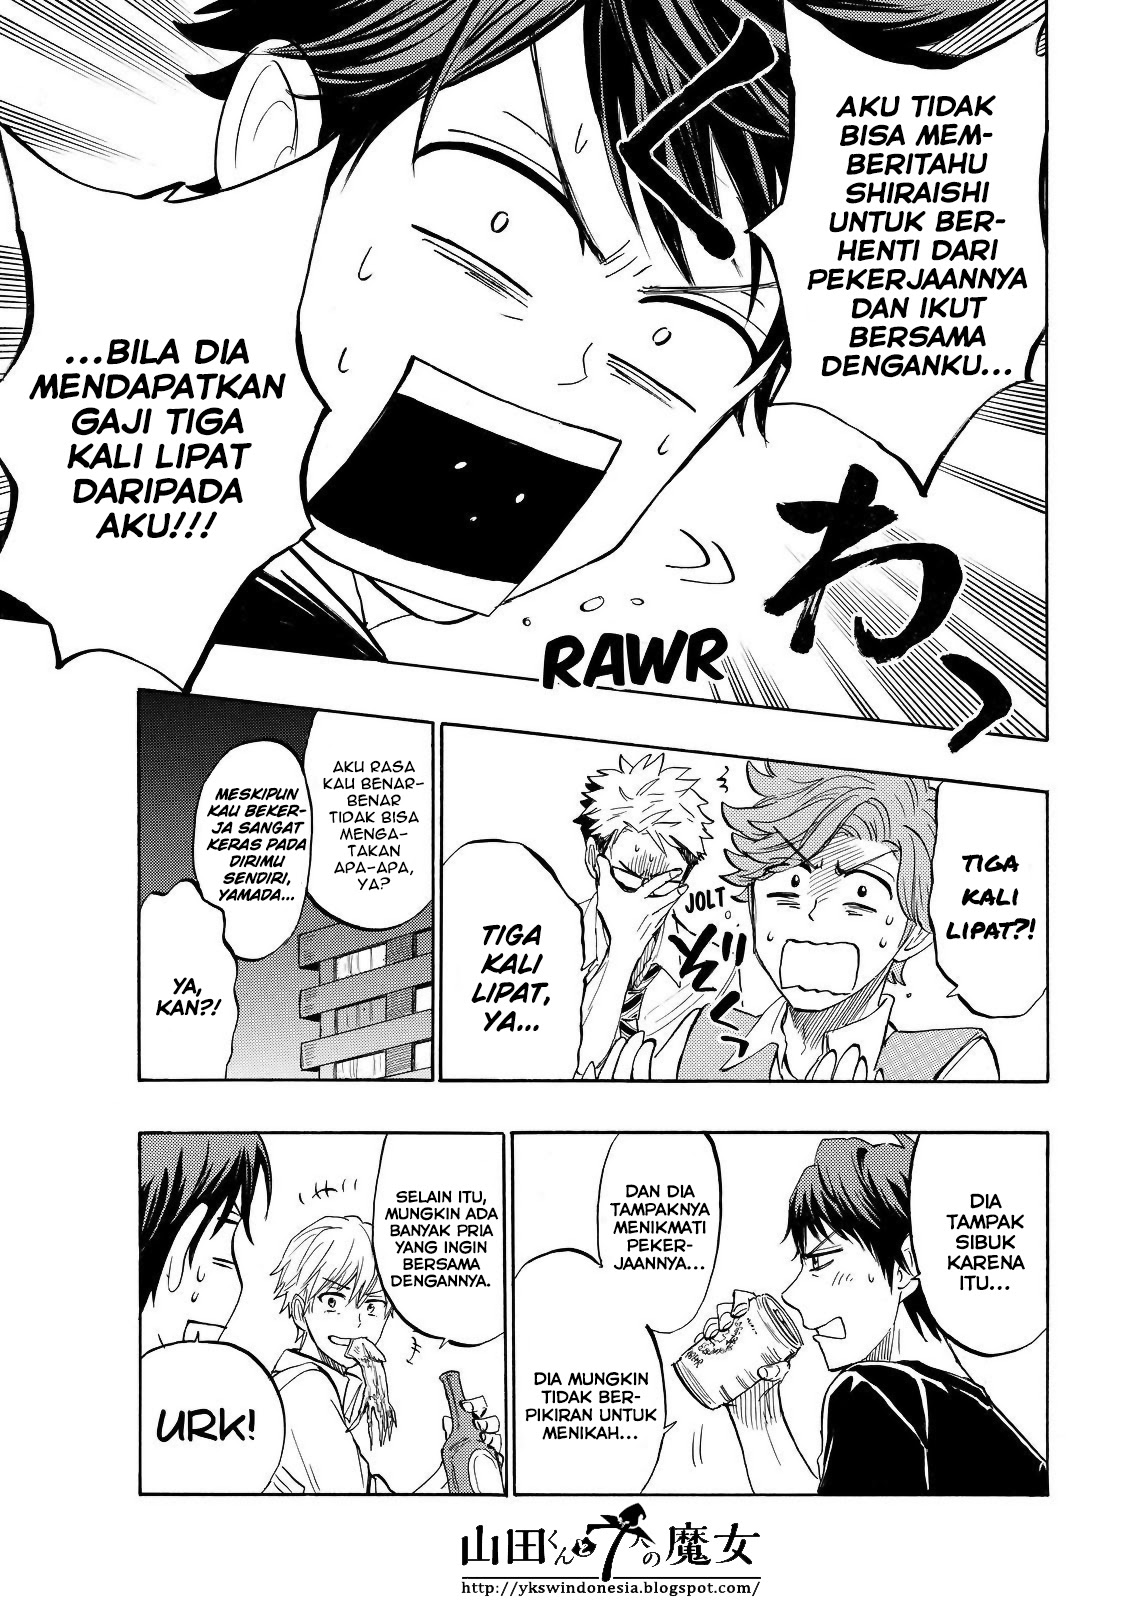 AKU TIDAK
BISA MEM-
BERITAHU
SHIRAISHI
UNTUK BER-
HENTI DARI
PEKERJAANNYA
DAN IKUT
BERSAMA
DENGANKU...
...BILA DIA
MENDAPATKAN
GAJI TIGA
KALI LIPAT
DARIPADA
AKU!!!
わっ
く
RAWR
TIGA
KALI
LIPAT?!
JOLT
ぞくっ
TIGA
KALI
LIPAT,
YA...
AKU RASA
KAU BENAR-
BENAR
TIDAK BISA
MENGA-
TAKAN
APA-APA,
YA?
MESKIPUN
KAU BEKER-
JA SANGAT
KERAS PADA
DIRIMU
SENDIRI,
YAMADA...
YA,
KAN?!
DIA
TAMPAK
SIBUK
KARENA
ITU...
DAN DIA
TAMPAKNYA
MENIKMATI
PEKER-
JAANNYA...
DIA MUNGKIN
TIDAK BER-
PIKIRAN UNTUK
MENIKAH...
SELAIN ITU,
MUNGKIN ADA
BANYAK PRIA
YANG INGIN
BERSAMA
DENGANNYA.
URK!
山田くんと7人の魔女
http://ykswindonesia.blogspot.com/